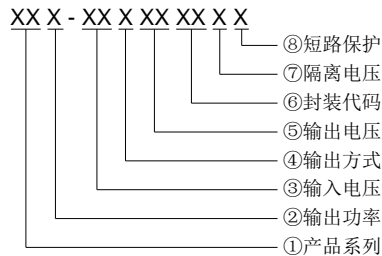 XX X - XX X XX XX X X
⑧短路保护
⑦隔离电压
⑥封装代码
⑤输出电压
④输出方式
③输入电压
②输出功率
①产品系列